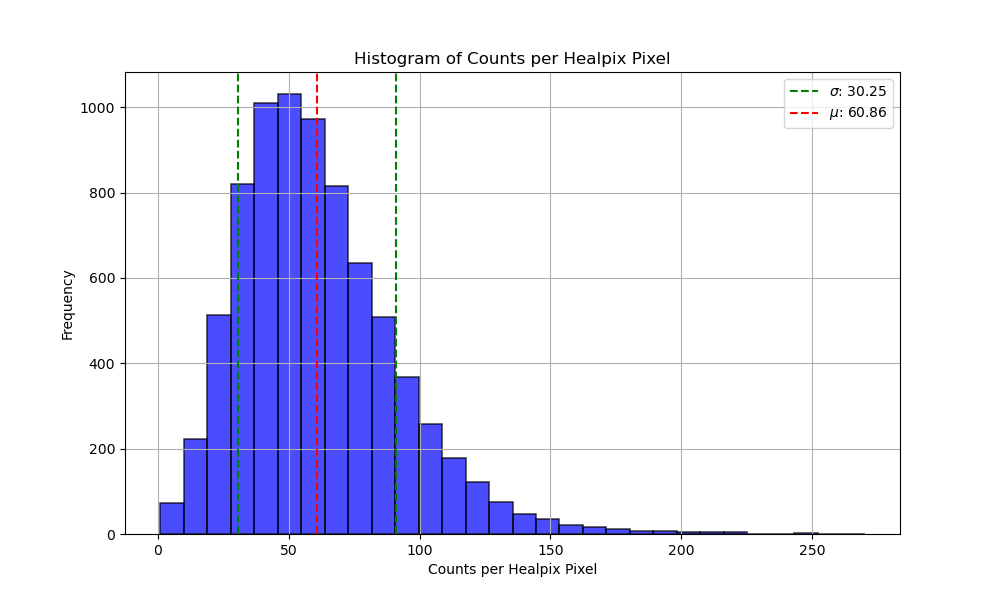 Histogram of Counts per Healpix Pixel
σ: 30.25
μ: 60.86
1000
800
600
400
200
0
Frequency
0 50 100 150 200 250
Counts per Healpix Pixel